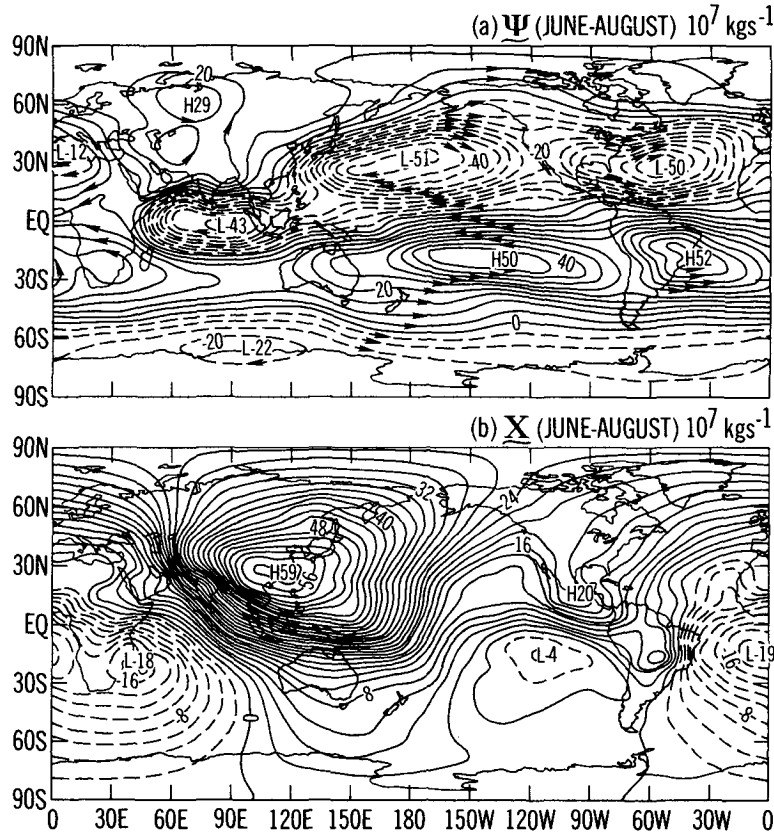 (a) Ψ (JUNE-AUGUST) 10⁷ kgs⁻¹
90N
60N
30N
EQ
30S
60S
90S
20
H29
L-12
L-51
40
20
L-50
L-43
H50
40
H52
20
0
-20
L-22
(b) X (JUNE-AUGUST) 10⁷ kgs⁻¹
90N
60N
30N
EQ
30S
60S
90S
32
24
48
40
16
H59
56
H20
L-18
L-4
L-19
16
8
-8
-8
0
0 30E 60E 90E 120E 150E 180 150W 120W 90W 60W 30W 0